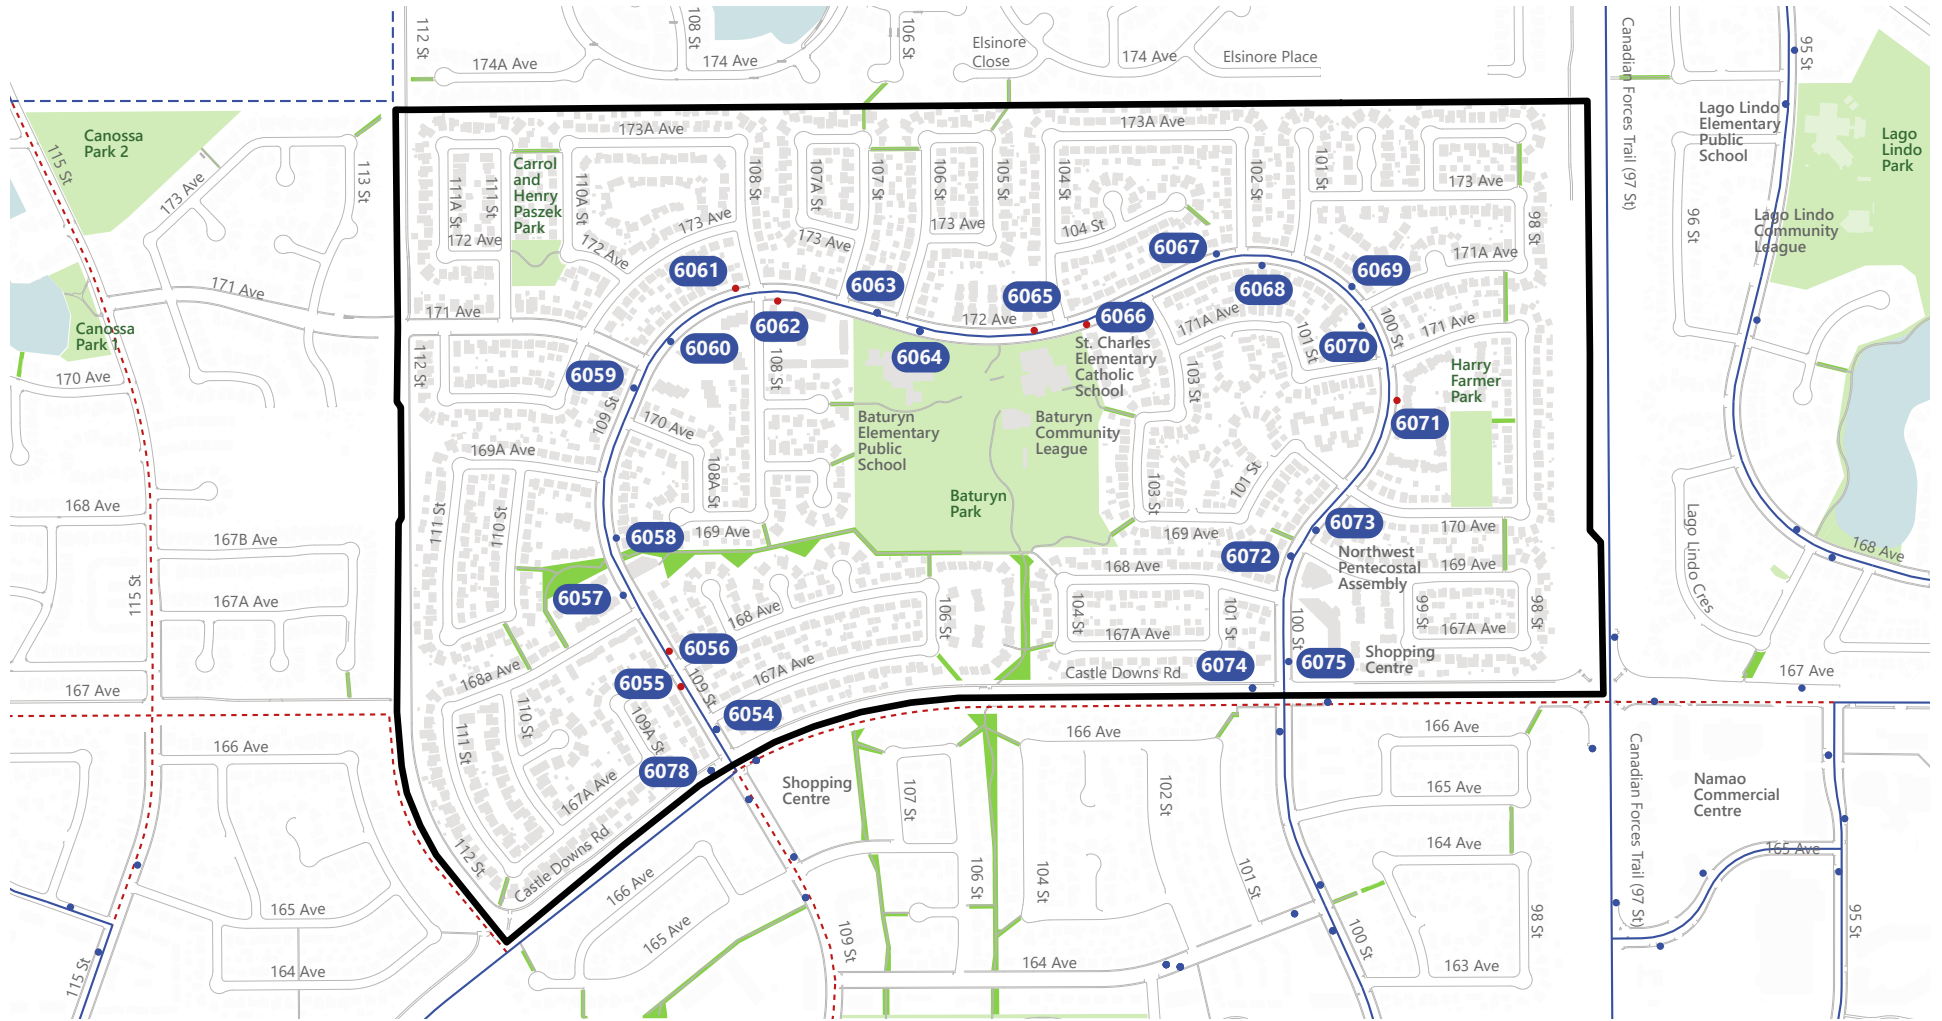 112 St
108 St
106 St
Elsinore
Close
174A Ave
174 Ave
174 Ave
Elsinore Place
Canadian Forces Trail (97 St)
95 St
Canossa
Park 2
115 St
173 Ave
113 St
173A Ave
173A Ave
Lago Lindo
Elementary
Public
School
Lago
Lindo
Park
Carrol
and
Henry
Paszek
Park
111A St
111 St
110A St
108 St
107A St
107 St
106 St
105 St
104 St
102 St
101 St
173 Ave
98 St
96 St
Lago Lindo
Community
League
172 Ave
172 Ave
173 Ave
173 Ave
173 Ave
104 St
171A Ave
6067
6061
6063
6065
6069
6068
171 Ave
171 Ave
172 Ave
6062
6066
171A Ave
101 St
100 St
171 Ave
Canossa
Park 1
6060
6064
6070
St. Charles
Elementary
Catholic
School
112 St
170 Ave
6059
108 St
103 St
Harry
Farmer
Park
109 St
170 Ave
Baturyn
Elementary
Public
School
Baturyn
Community
League
6071
169A Ave
108A St
103 St
101 St
Baturyn
Park
168 Ave
111 St
110 St
167B Ave
6058
169 Ave
169 Ave
6073
170 Ave
Lago Lindo Cres
168 Ave
6072
Northwest
Pentecostal
Assembly
169 Ave
168 Ave
115 St
167A Ave
6057
168 Ave
106 St
104 St
101 St
100 St
99 St
98 St
167A Ave
167A Ave
6056
167A Ave
168a Ave
6055
109 St
Castle Downs Rd
6074
6075
Shopping
Centre
167 Ave
167 Ave
6054
110 St
109A St
111 St
166 Ave
166 Ave
166 Ave
6078
167A Ave
Shopping
Centre
107 St
102 St
165 Ave
Canadian Forces Trail (97 St)
Namao
Commercial
Centre
112 St
Castle Downs Rd
164 Ave
165 Ave
166 Ave
106 St
104 St
101 St
165 Ave
165 Ave
109 St
100 St
98 St
95 St
115 St
164 Ave
164 Ave
163 Ave